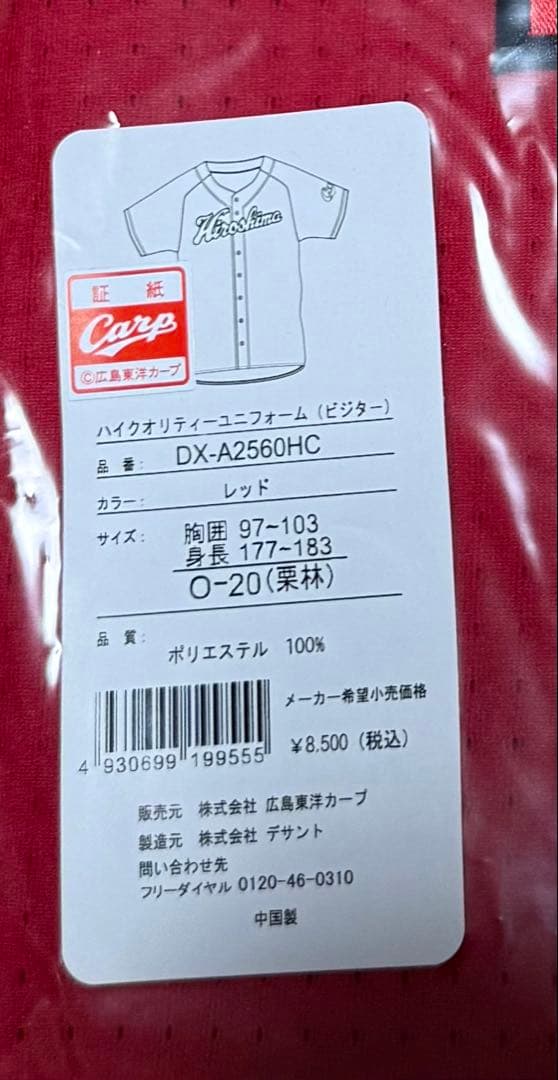 Hiroshima
証 紙
Carp
©広島東洋カープ
ハイクオリティーユニフォーム(ビジター)
品 番: DX-A2560HC
カラー: レッド
サイズ: 胸囲 97~103
身長 177~183
O-20(栗林)
品 質:
ポリエステル 100%
メーカー希望小売価格
¥8.500(税込)
4 930699 199555
販売元 株式会社 広島東洋カープ
製造元 株式会社 デサント
問い合わせ先
フリーダイヤル 0120-46-0310
中国製